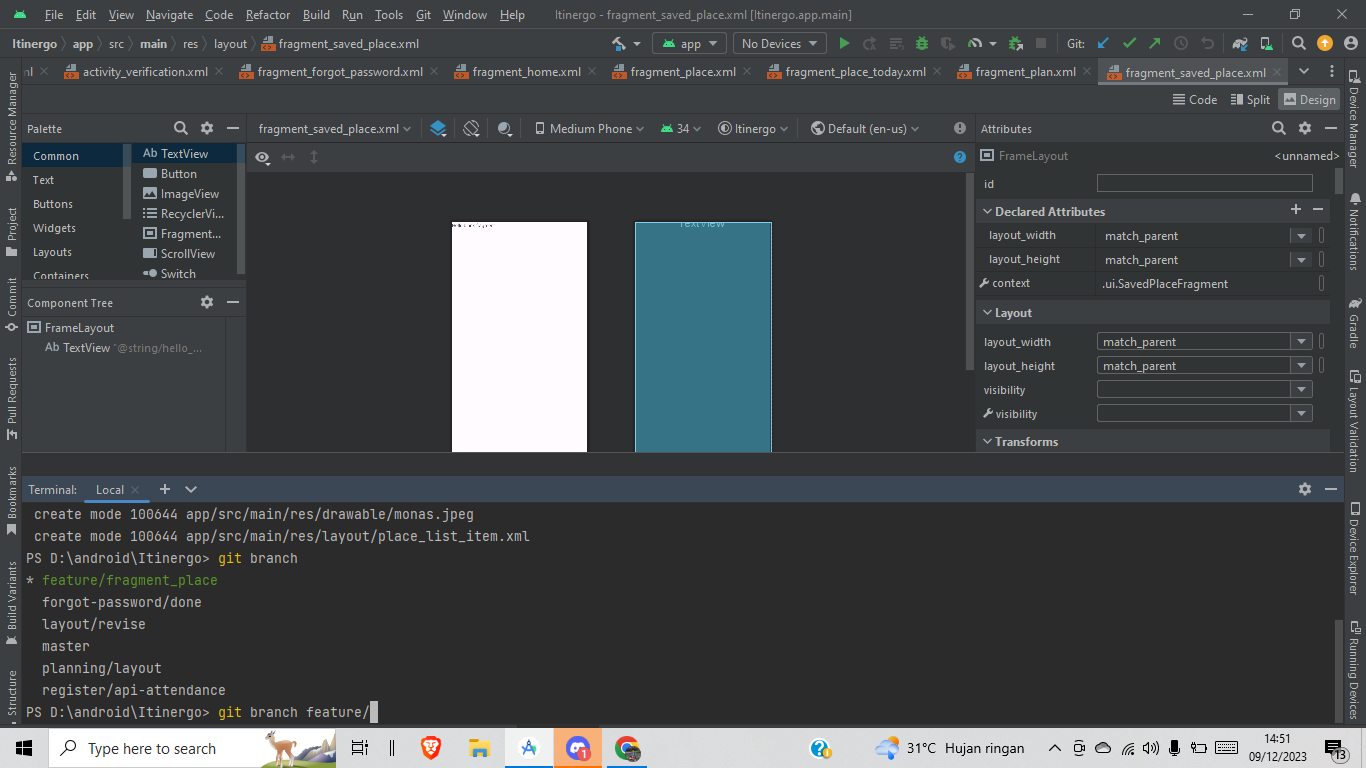 File Edit View Navigate Code Refactor Build Run Tools Git Window Help Itinergo - fragment_saved_place.xml [Itinergo.app.main]
Itinergo app src main res layout fragment_saved_place.xml app No Devices Git:
ml activity_verification.xml fragment_forgot_password.xml fragment_home.xml fragment_place.xml fragment_place_today.xml fragment_plan.xml fragment_saved_place.xml
Code Split Design
Palette
Common
Text
Buttons
Widgets
Layouts
Containers
Ab TextView
Button
ImageView
RecyclerVi...
Fragment...
ScrollView
Switch
Component Tree
FrameLayout
Ab TextView "@string/hello_...
fragment_saved_place.xml Medium Phone 34 Itinergo Default (en-us)
TextView
Attributes
FrameLayout <unnamed>
id
Declared Attributes
layout_width match_parent
layout_height match_parent
context .ui.SavedPlaceFragment
Layout
layout_width match_parent
layout_height match_parent
visibility
visibility
Transforms
Resource Manager
Project
Commit
Pull Requests
Bookmarks
Build Variants
Structure
Device Manager
Notifications
Gradle
Layout Validation
Device Explorer
Running Devices
Terminal: Local
create mode 100644 app/src/main/res/drawable/monas.jpeg
create mode 100644 app/src/main/res/layout/place_list_item.xml
PS D:\android\Itinergo> git branch
* feature/fragment_place
forgot-password/done
layout/revise
master
planning/layout
register/api-attendance
PS D:\android\Itinergo> git branch feature/
Type here to search
1
31°C Hujan ringan
14:51
09/12/2023
13